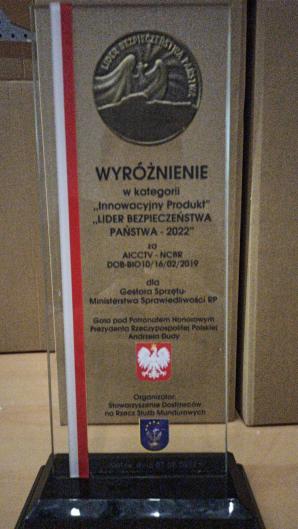 LIDER BEZPIECZEŃSTWA PAŃSTWA
WYRÓŻNIENIE
w kategorii
„Innowacyjny Produkt"
„LIDER BEZPIECZEŃSTWA
PAŃSTWA - 2022"
za
AICCTV - NCBR
DOB-BIO10/16/02/2019
dla
Gestora Sprzętu-
Ministerstwa Sprawiedliwości RP
Gala pod Patronatem Honorowym
Prezydenta Rzeczypospolitej Polskiej
Andrzeja Dudy
Organizator
Stowarzyszenie Dostawców
na Rzecz Służb Mundurowych